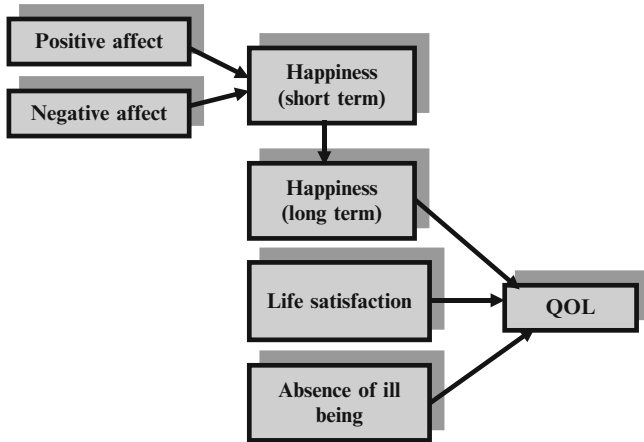 Positive affect
Negative affect
Happiness
(short term)
Happiness
(long term)
Life satisfaction
QOL
Absence of ill
being